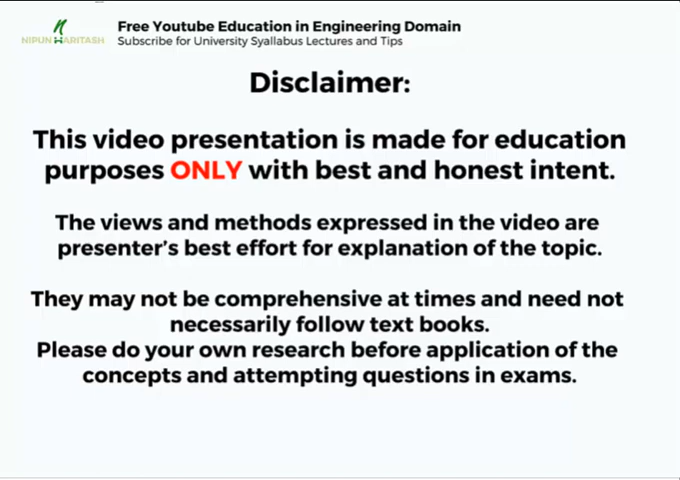 Free Youtube Education in Engineering Domain
NIPUN HARITASH Subscribe for University Syallabus Lectures and Tips
Disclaimer:
This video presentation is made for education
purposes ONLY with best and honest intent.
The views and methods expressed in the video are
presenter's best effort for explanation of the topic.
They may not be comprehensive at times and need not
necessarily follow text books.
Please do your own research before application of the
concepts and attempting questions in exams.